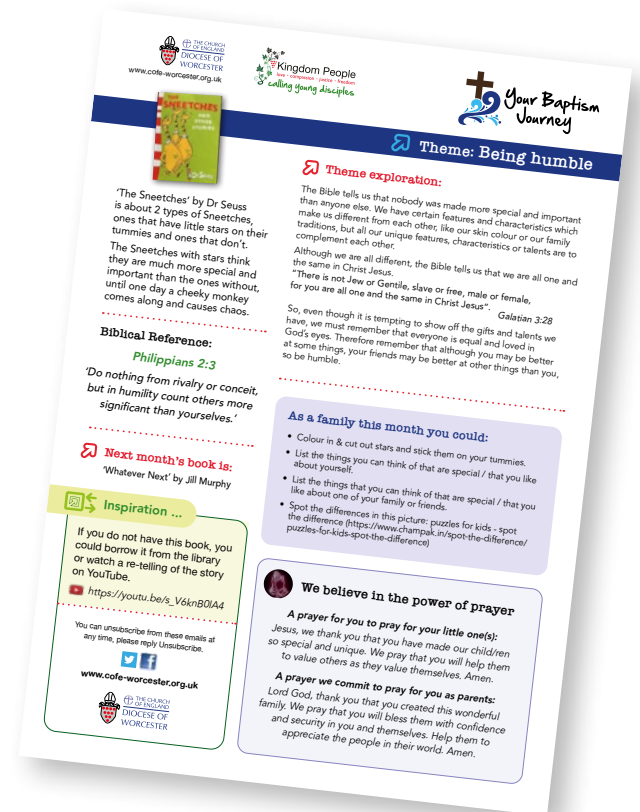 THE CHURCH
OF ENGLAND
DIOCESE OF
WORCESTER
www.cofe-worcester.org.uk
Kingdom People
love • compassion • justice • freedom
calling young disciples
Your Baptism
Journey
Theme: Being humble
THE
SNEETCHES
AND
OTHER
STORIES
Dr. Seuss
'The Sneetches' by Dr Seuss
is about 2 types of Sneetches,
ones that have little stars on their
tummies and ones that don't.
The Sneetches with stars think
they are much more special and
important than the ones without,
until one day a cheeky monkey
comes along and causes chaos.
Biblical Reference:
Philippians 2:3
'Do nothing from rivalry or conceit,
but in humility count others more
significant than yourselves.'
Next month's book is:
'Whatever Next' by Jill Murphy
Inspiration ...
If you do not have this book, you
could borrow it from the library
or watch a re-telling of the story
on YouTube.
https://youtu.be/s_V6knB0lA4
You can unsubscribe from these emails at
any time, please reply Unsubscribe.
www.cofe-worcester.org.uk
THE CHURCH
OF ENGLAND
DIOCESE OF
WORCESTER
Theme exploration:
The Bible tells us that nobody was made more special and important
than anyone else. We have certain features and characteristics which
make us different from each other, like our skin colour or our family
traditions, but all our unique features, characteristics or talents are to
complement each other.
Although we are all different, the Bible tells us that we are all one and
the same in Christ Jesus.
"There is not Jew or Gentile, slave or free, male or female,
for you are all one and the same in Christ Jesus".
Galatian 3:28
So, even though it is tempting to show off the gifts and talents we
have, we must remember that everyone is equal and loved in
God's eyes. Therefore remember that although you may be better
at some things, your friends may be better at other things than you,
so be humble.
As a family this month you could:
• Colour in & cut out stars and stick them on your tummies.
• List the things you can think of that are special / that you like
about yourself.
• List the things that you can think of that are special / that you
like about one of your family or friends.
• Spot the differences in this picture: puzzles for kids - spot
the difference (https://www.champak.in/spot-the-difference/
puzzles-for-kids-spot-the-difference)
We believe in the power of prayer
A prayer for you to pray for your little one(s):
Jesus, we thank you that you have made our child/ren
so special and unique. We pray that you will help them
to value others as they value themselves. Amen.
A prayer we commit to pray for you as parents:
Lord God, thank you that you created this wonderful
family. We pray that you will bless them with confidence
and security in you and themselves. Help them to
appreciate the people in their world. Amen.